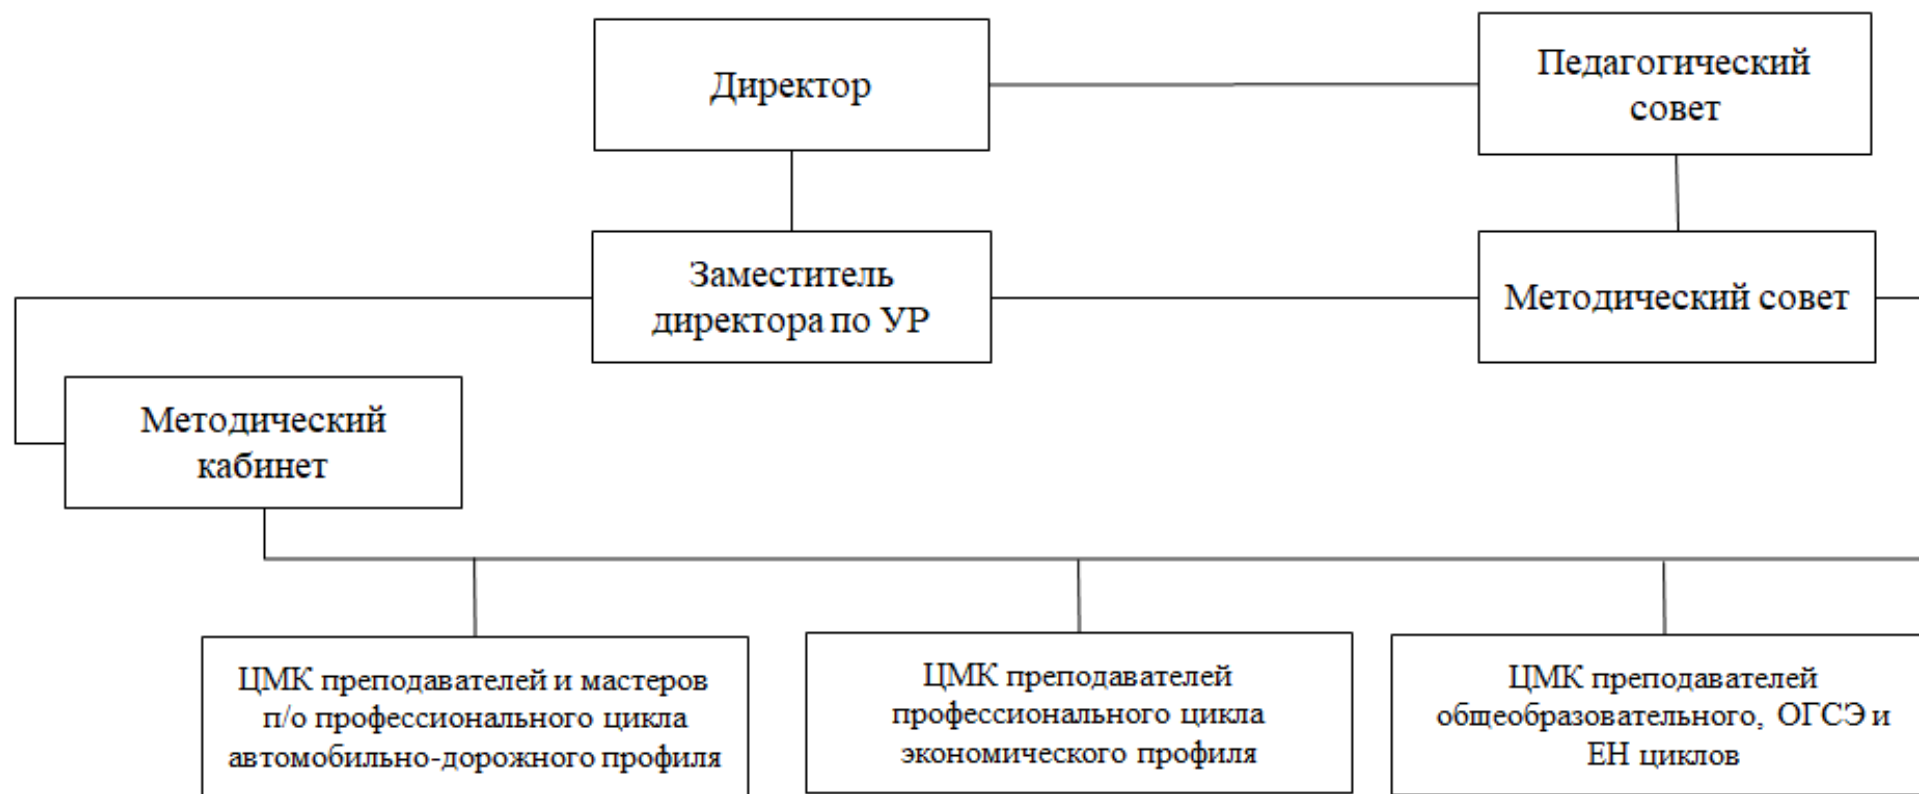 Директор
Педагогический
совет
Заместитель
директора по УР
Методический совет
Методический
кабинет
ЦМК преподавателей и мастеров
п/о профессионального цикла
автомобильно-дорожного профиля
ЦМК преподавателей
профессионального цикла
экономического профиля
ЦМК преподавателей
общеобразовательного, ОГСЭ и
ЕН циклов